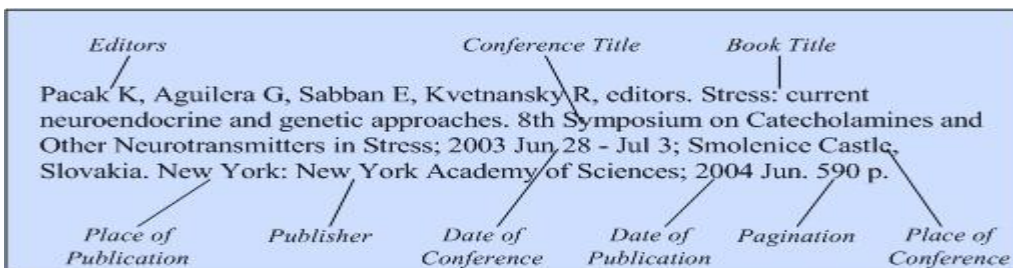 Editors Conference Title Book Title
Pacak K, Aguilera G, Sabban E, Kvetnansky R, editors. Stress: current
neuroendocrine and genetic approaches. 8th Symposium on Catecholamines and
Other Neurotransmitters in Stress; 2003 Jun 28 - Jul 3; Smolenice Castle,
Slovakia. New York: New York Academy of Sciences; 2004 Jun. 590 p.
Place of Publisher Date of Date of Pagination Place of
Publication Conference Publication Conference